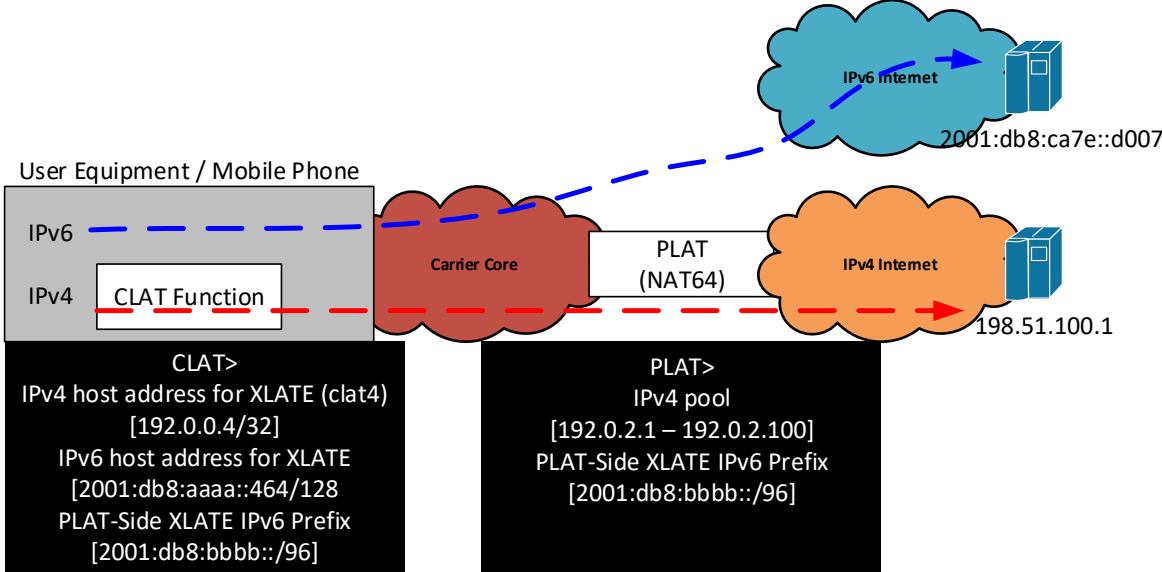 IPv6 Internet
2001:db8:ca7e::d007
User Equipment / Mobile Phone
IPv6
IPv4
CLAT Function
Carrier Core
PLAT
(NAT64)
IPv4 Internet
198.51.100.1
CLAT>
IPv4 host address for XLATE (clat4)
[192.0.0.4/32]
IPv6 host address for XLATE
[2001:db8:aaaa::464/128
PLAT-Side XLATE IPv6 Prefix
[2001:db8:bbbb::/96]
PLAT>
IPv4 pool
[192.0.2.1 – 192.0.2.100]
PLAT-Side XLATE IPv6 Prefix
[2001:db8:bbbb::/96]